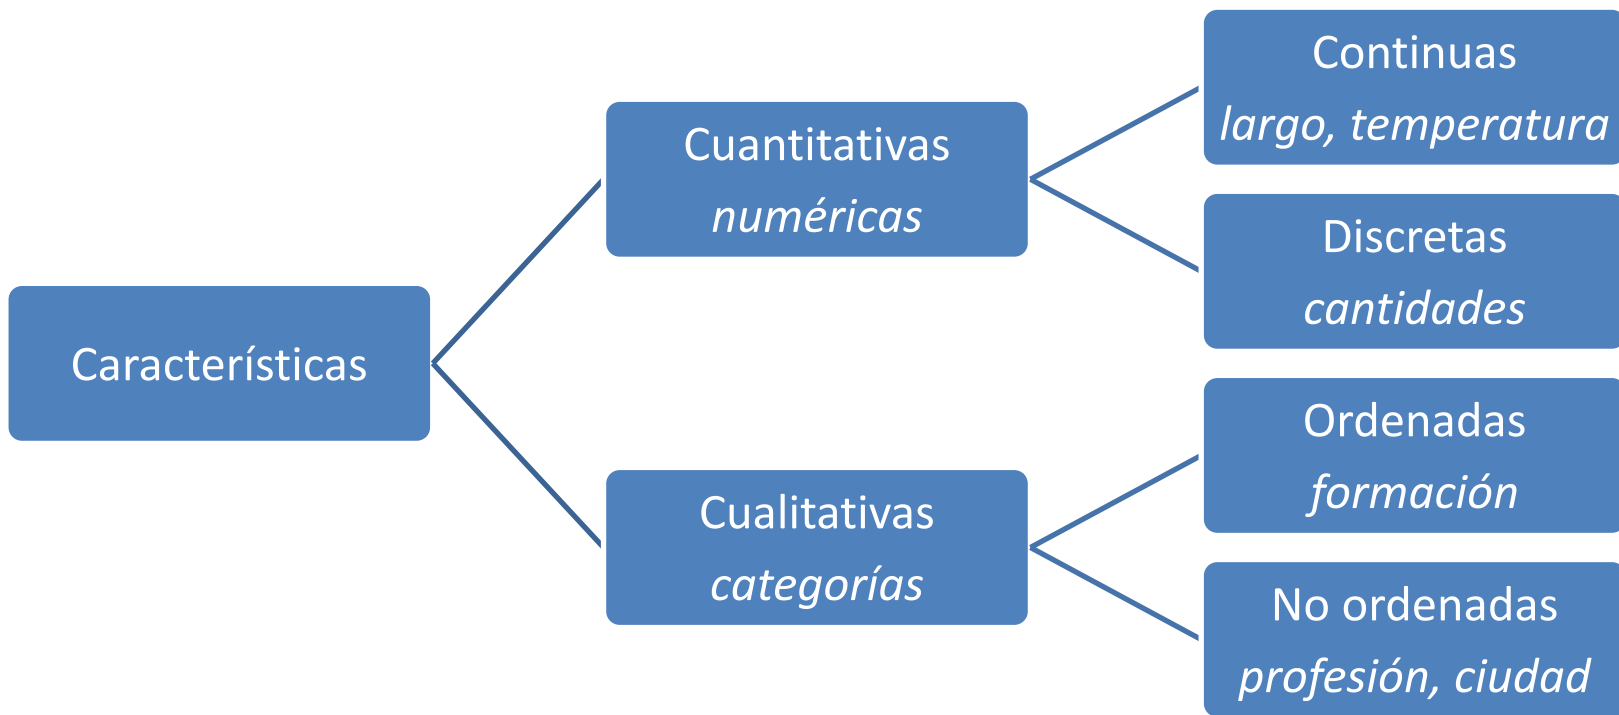 Características
Cuantitativas
numéricas
Continuas
largo, temperatura
Discretas
cantidades
Cualitativas
categorías
Ordenadas
formación
No ordenadas
profesión, ciudad